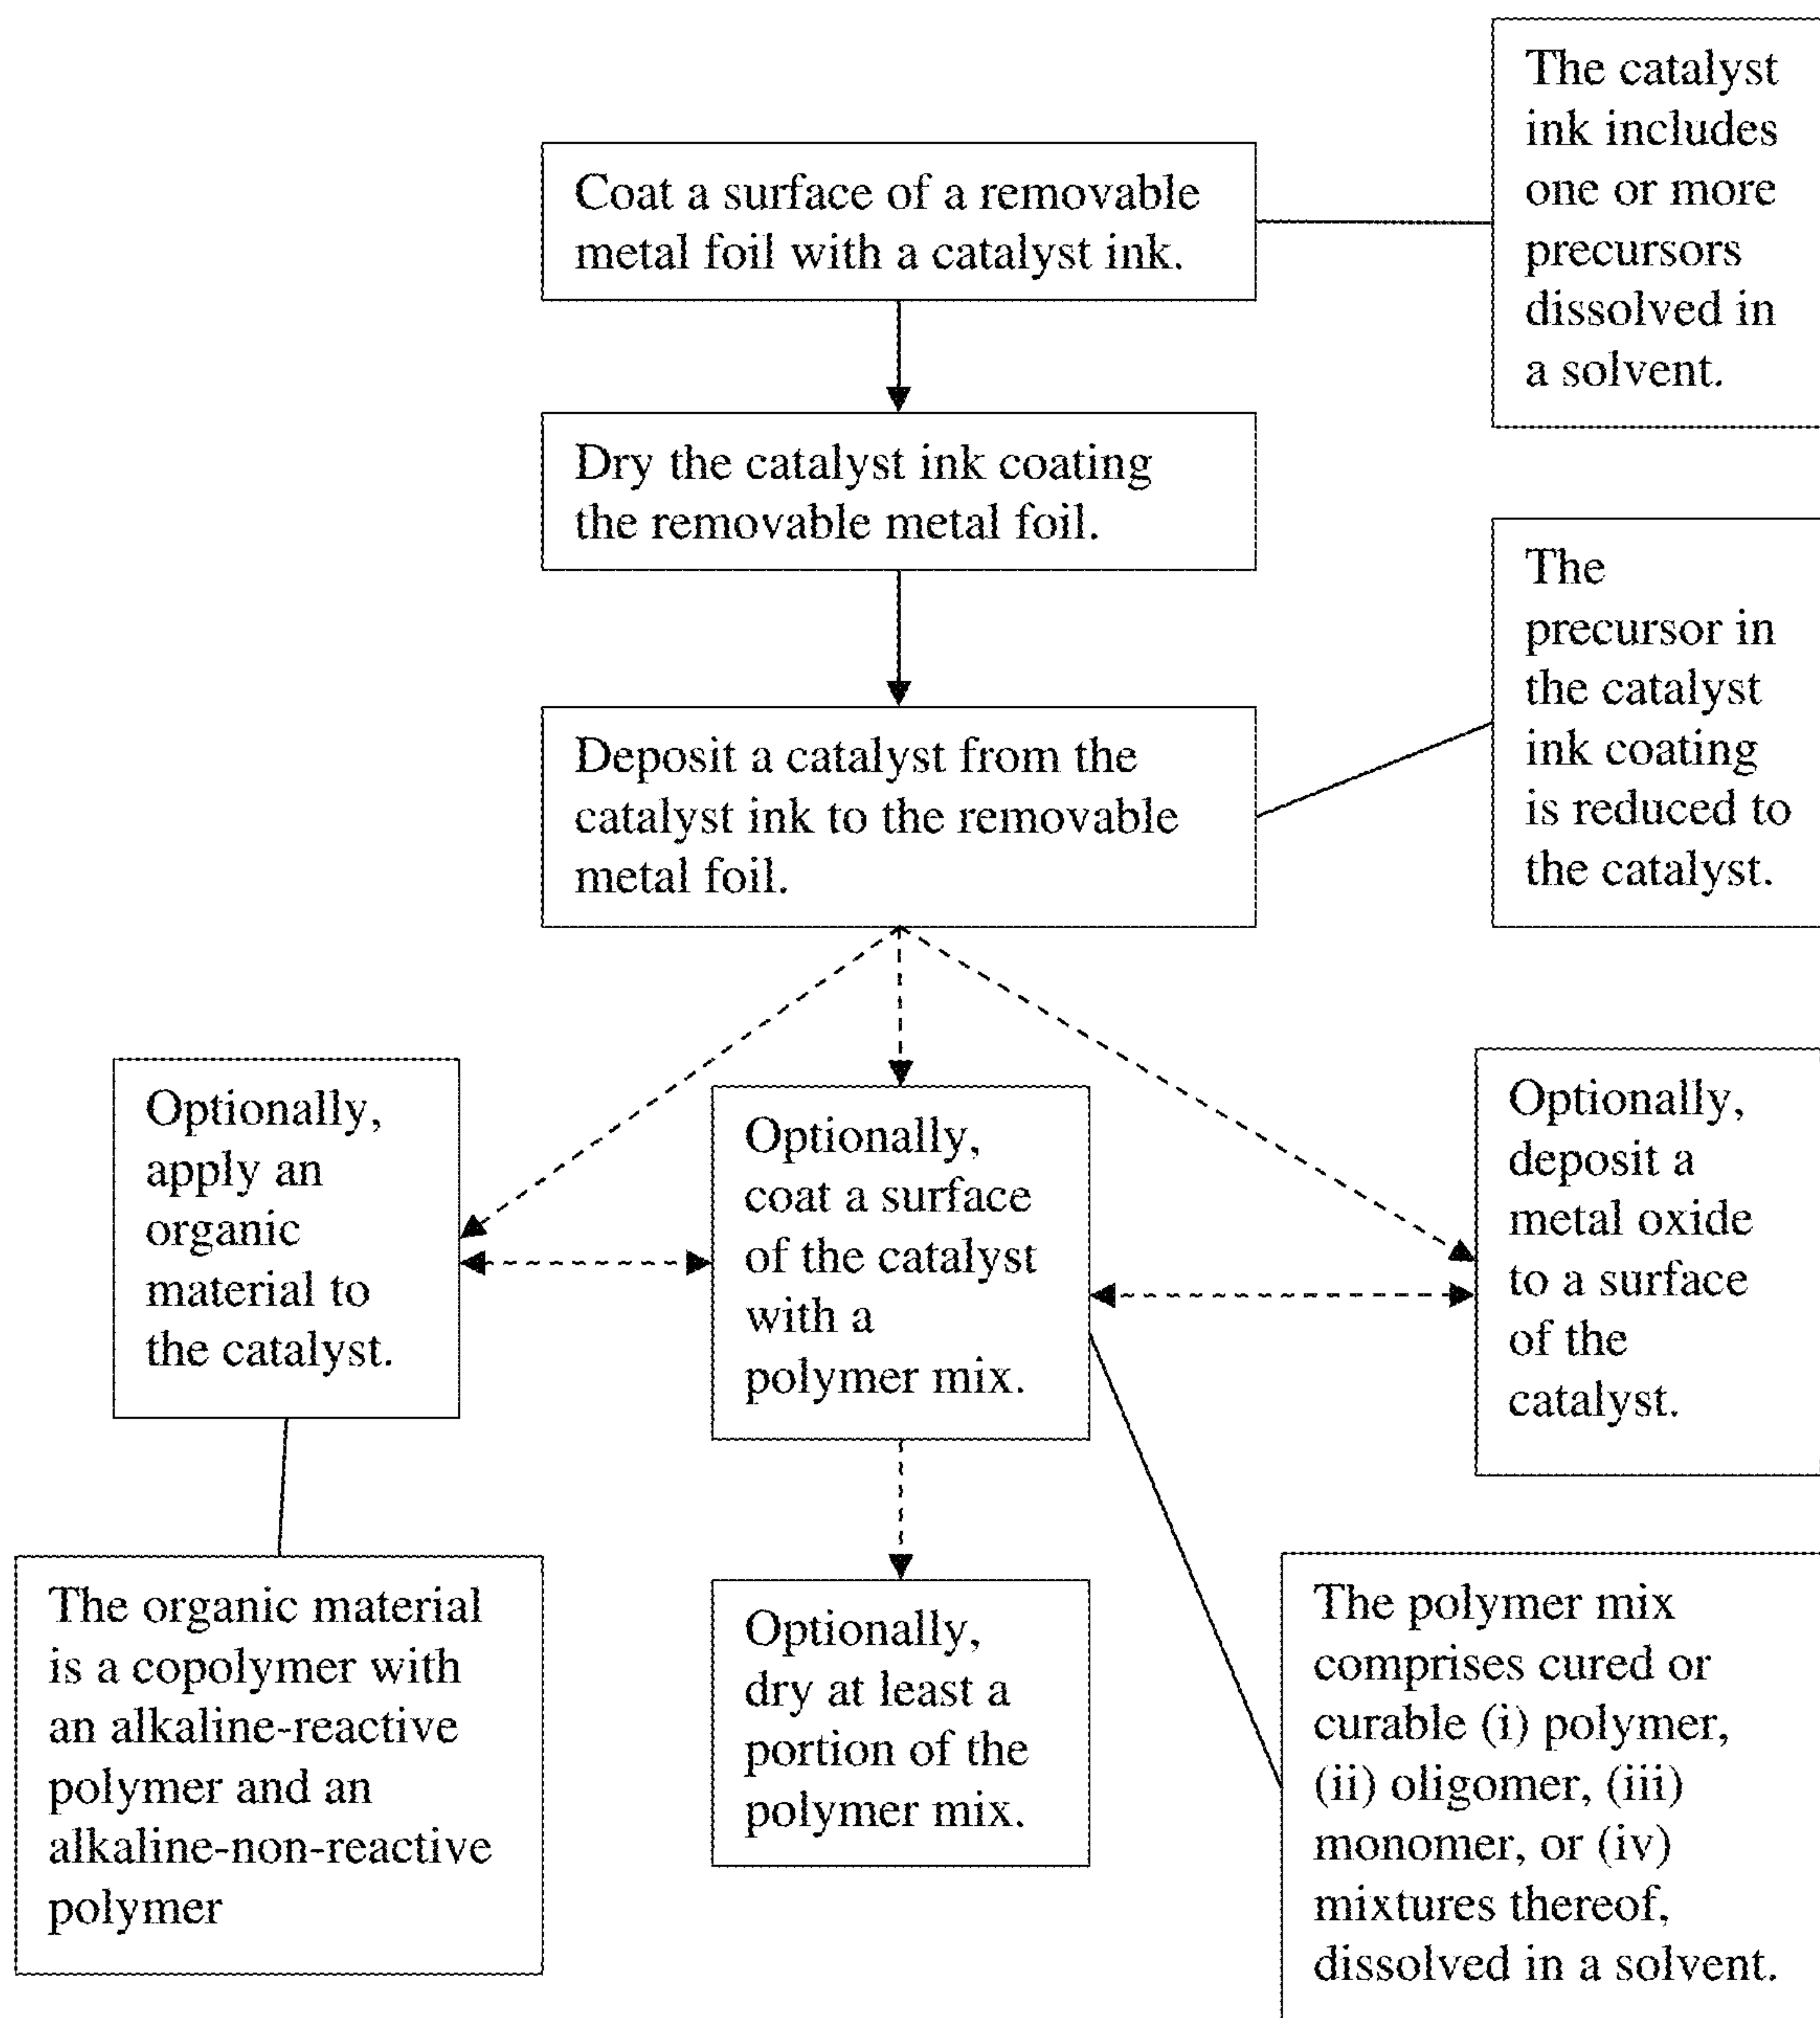 The catalyst
ink includes
one or more
precursors
dissolved in
a solvent.
Coat a surface of a removable
metal foil with a catalyst ink.
Dry the catalyst ink coating
the removable metal foil.
The
precursor in
the catalyst
ink coating
is reduced to
the catalyst.
Deposit a catalyst from the
catalyst ink to the removable
metal foil.
Optionally,
apply an
organic
material to
the catalyst.
Optionally,
coat a surface
of the catalyst
with a
polymer mix.
Optionally,
deposit a
metal oxide
to a surface
of the
catalyst.
The organic material
is a copolymer with
an alkaline-reactive
polymer and an
alkaline-non-reactive
polymer
Optionally,
dry at least a
portion of the
polymer mix.
The polymer mix
comprises cured or
curable (i) polymer,
(ii) oligomer, (iii)
monomer, or (iv)
mixtures thereof,
dissolved in a solvent.